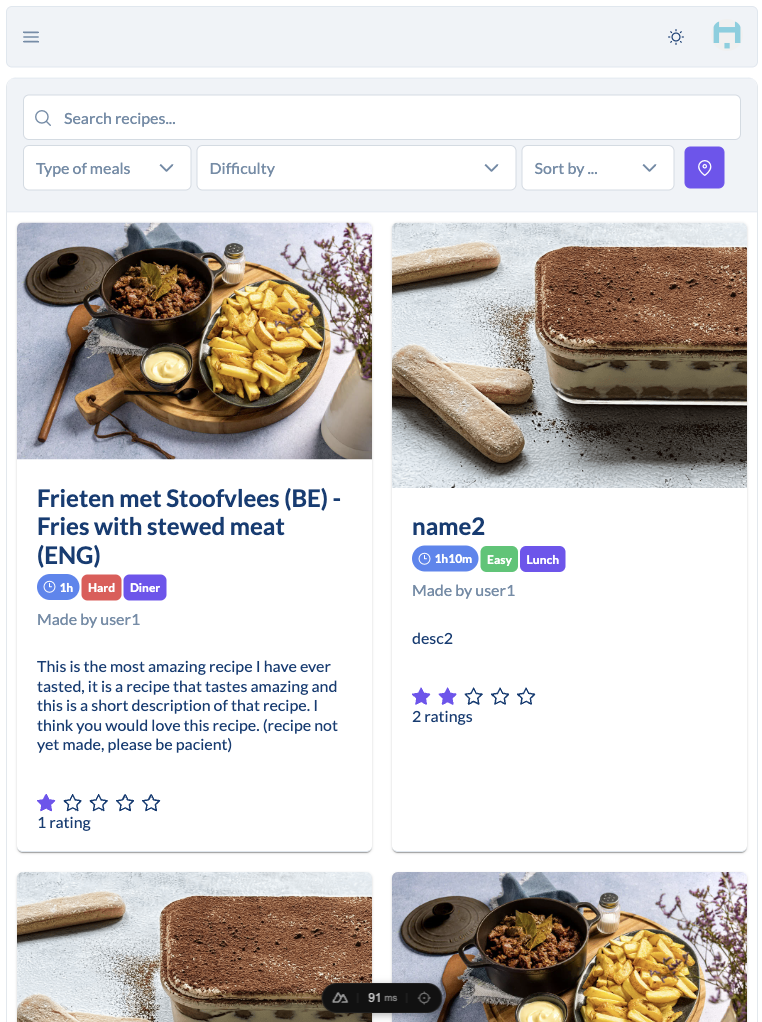 Search recipes...
Type of meals
Difficulty
Sort by ...
Frieten met Stoofvlees (BE) -
Fries with stewed meat
(ENG)
1h Hard Diner
Made by user1
This is the most amazing recipe I have ever
tasted, it is a recipe that tastes amazing and
this is a short description of that recipe. I
think you would love this recipe. (recipe not
yet made, please be pacient)
1 rating
name2
1h10m Easy Lunch
Made by user1
desc2
2 ratings
91 ms